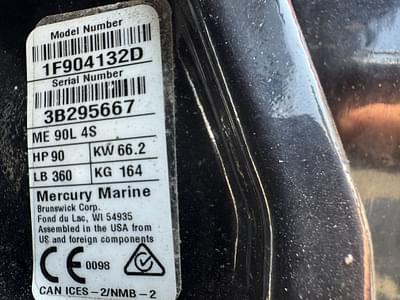 Model Number
1F904132D
Serial Number
3B295667
ME 90L 4S
HP 90 KW 66.2
LB 360 KG 164
Mercury Marine
Brunswick Corp.
Fond du Lac, WI 54935
Assembled in the USA from
US and foreign components
CE 0098
CAN ICES-2/NMB-2